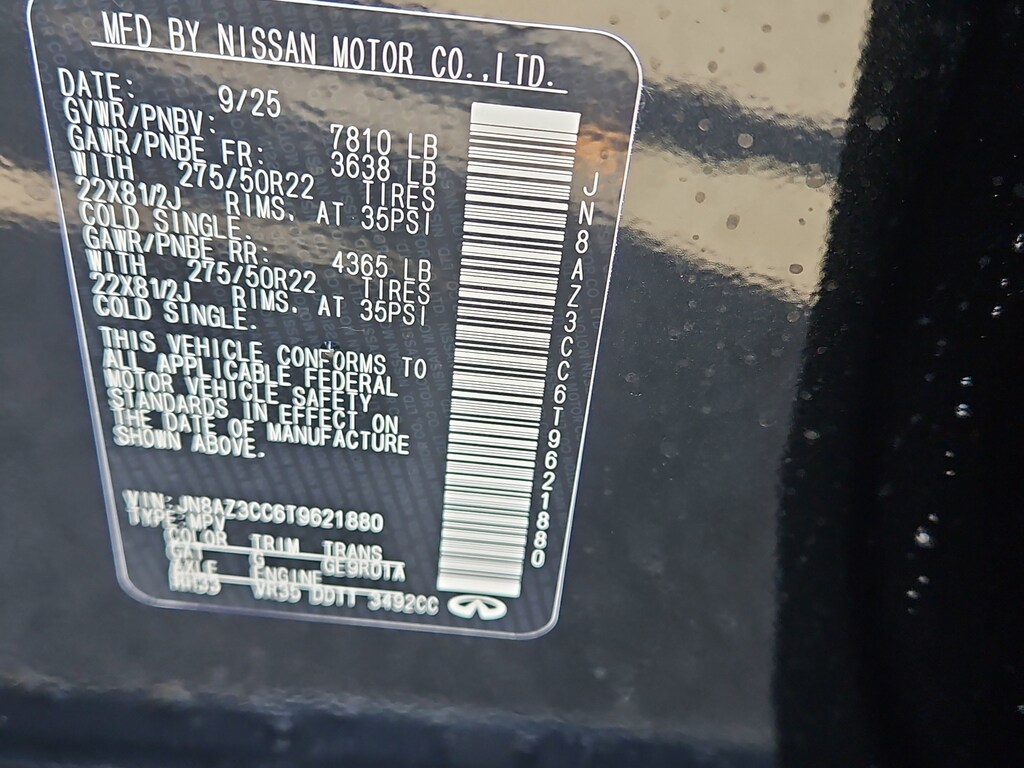 MFD BY NISSAN MOTOR CO.,LTD.
DATE: 9/25
GVWR/PNBV: 7810 LB
GAWR/PNBE FR: 3638 LB
WITH 275/50R22 TIRES
22X81/2J RIMS. AT 35PSI
COLD SINGLE.
GAWR/PNBE RR: 4365 LB
WITH 275/50R22 TIRES
22X81/2J RIMS. AT 35PSI
COLD SINGLE.
THIS VEHICLE CONFORMS TO
ALL APPLICABLE FEDERAL
MOTOR VEHICLE SAFETY
STANDARDS IN EFFECT ON
THE DATE OF MANUFACTURE
SHOWN ABOVE.
VIN: JN8AZ3CC6T9621880
TYPE: MPV
COLOR TRIM TRANS
GAT G GE9R01A
AXLE ENGINE
VR35 DDTT 3492CC
JN8AZ3CC6T9621880